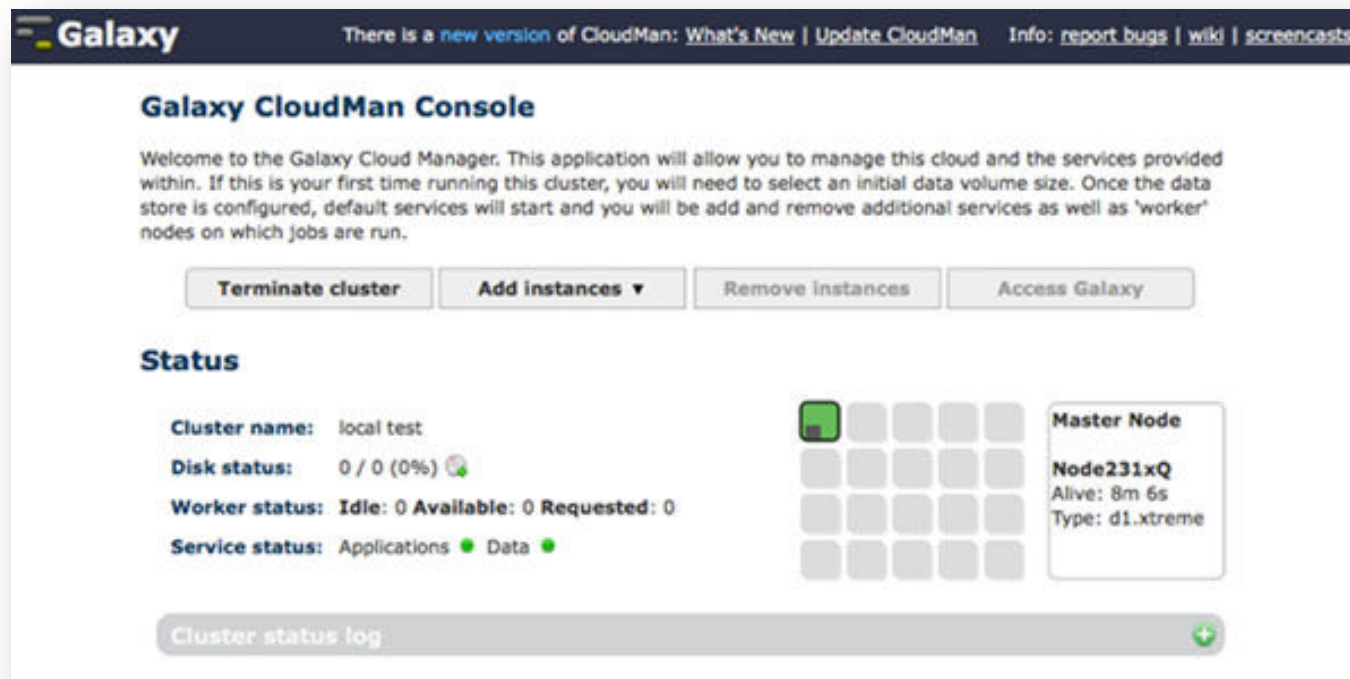 Galaxy There is a new version of CloudMan: What's New | Update CloudMan Info: report bugs | wiki | screencasts
Galaxy CloudMan Console
Welcome to the Galaxy Cloud Manager. This application will allow you to manage this cloud and the services provided
within. If this is your first time running this cluster, you will need to select an initial data volume size. Once the data
store is configured, default services will start and you will be add and remove additional services as well as 'worker'
nodes on which jobs are run.
Terminate cluster Add instances ▼ Remove instances Access Galaxy
Status
Cluster name: local test
Disk status: 0 / 0 (0%)
Worker status: Idle: 0 Available: 0 Requested: 0
Service status: Applications Data
Master Node
Node231xQ
Alive: 8m 6s
Type: d1.xtreme
Cluster status log